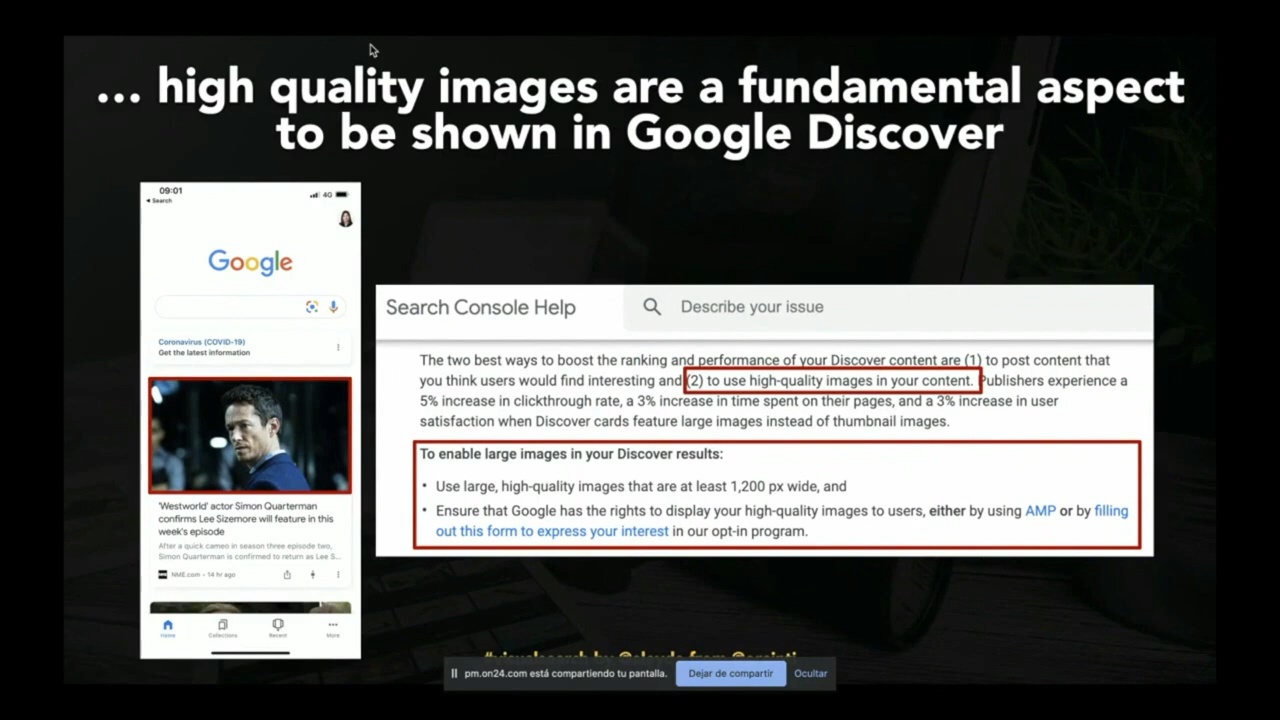 ... high quality images are a fundamental aspect
to be shown in Google Discover
09:01
4G
Search
Google
Coronavirus (COVID-19)
Get the latest information
'Westworld' actor Simon Quarterman
confirms Lee Sizemore will feature in this
week's episode
After a quick cameo in season three episode two,
Simon Quarterman is confirmed to return as Lee S...
NME.com - 14 hr ago
Home
Collections
Recent
More
Search Console Help
Describe your issue
The two best ways to boost the ranking and performance of your Discover content are (1) to post content that
you think users would find interesting and (2) to use high-quality images in your content. Publishers experience a
5% increase in clickthrough rate, a 3% increase in time spent on their pages, and a 3% increase in user
satisfaction when Discover cards feature large images instead of thumbnail images.
To enable large images in your Discover results:
• Use large, high-quality images that are at least 1,200 px wide, and
• Ensure that Google has the rights to display your high-quality images to users, either by using AMP or by filling
out this form to express your interest in our opt-in program.
pm.on24.com está compartiendo tu pantalla.
Dejar de compartir
Ocultar